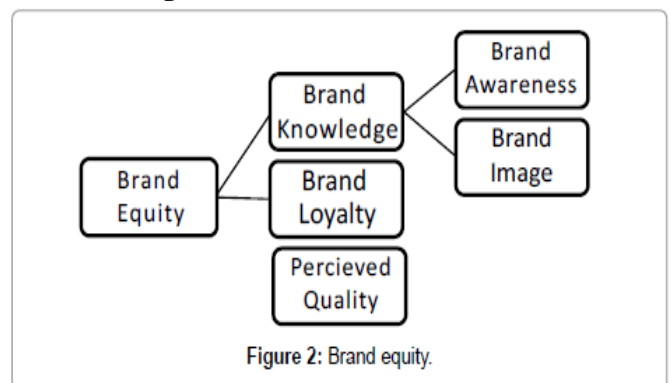 Brand
Equity
Brand
Knowledge
Brand
Loyalty
Percieved
Quality
Brand
Awareness
Brand
Image
Figure 2: Brand equity.